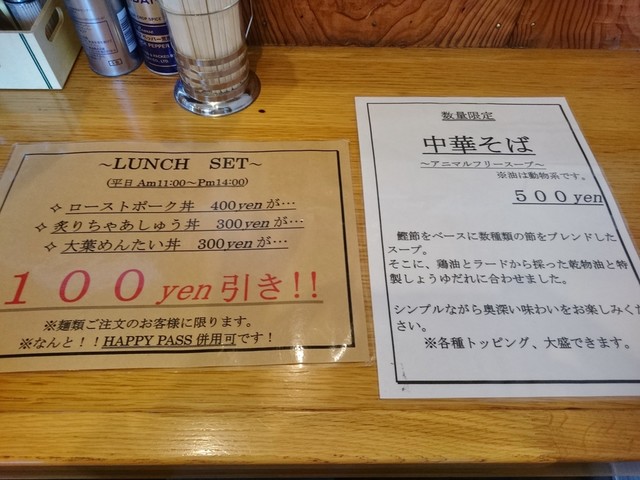 ~LUNCH SET~
(平日 Am11:00～Pm14:00)
✧ ローストポーク丼 400yenが…
✧ 炙りちゃあしゅう丼 300yenが…
✧ 大葉めんたい丼 300yenが…
１００yen引き!!
※麺類ご注文のお客様に限ります。
※なんと！！HAPPY PASS 併用可です！
数量限定
中華そば
～アニマルフリースープ～
※油は動物系です。
５００yen
鰹節をベースに数種類の節をブレンドした
スープ。
そこに、鶏油とラードから採った乾物油と特
製しょうゆだれに合わせました。
シンプルながら奥深い味わいをお楽しみくだ
さい。
※各種トッピング、大盛できます。
PEPPER